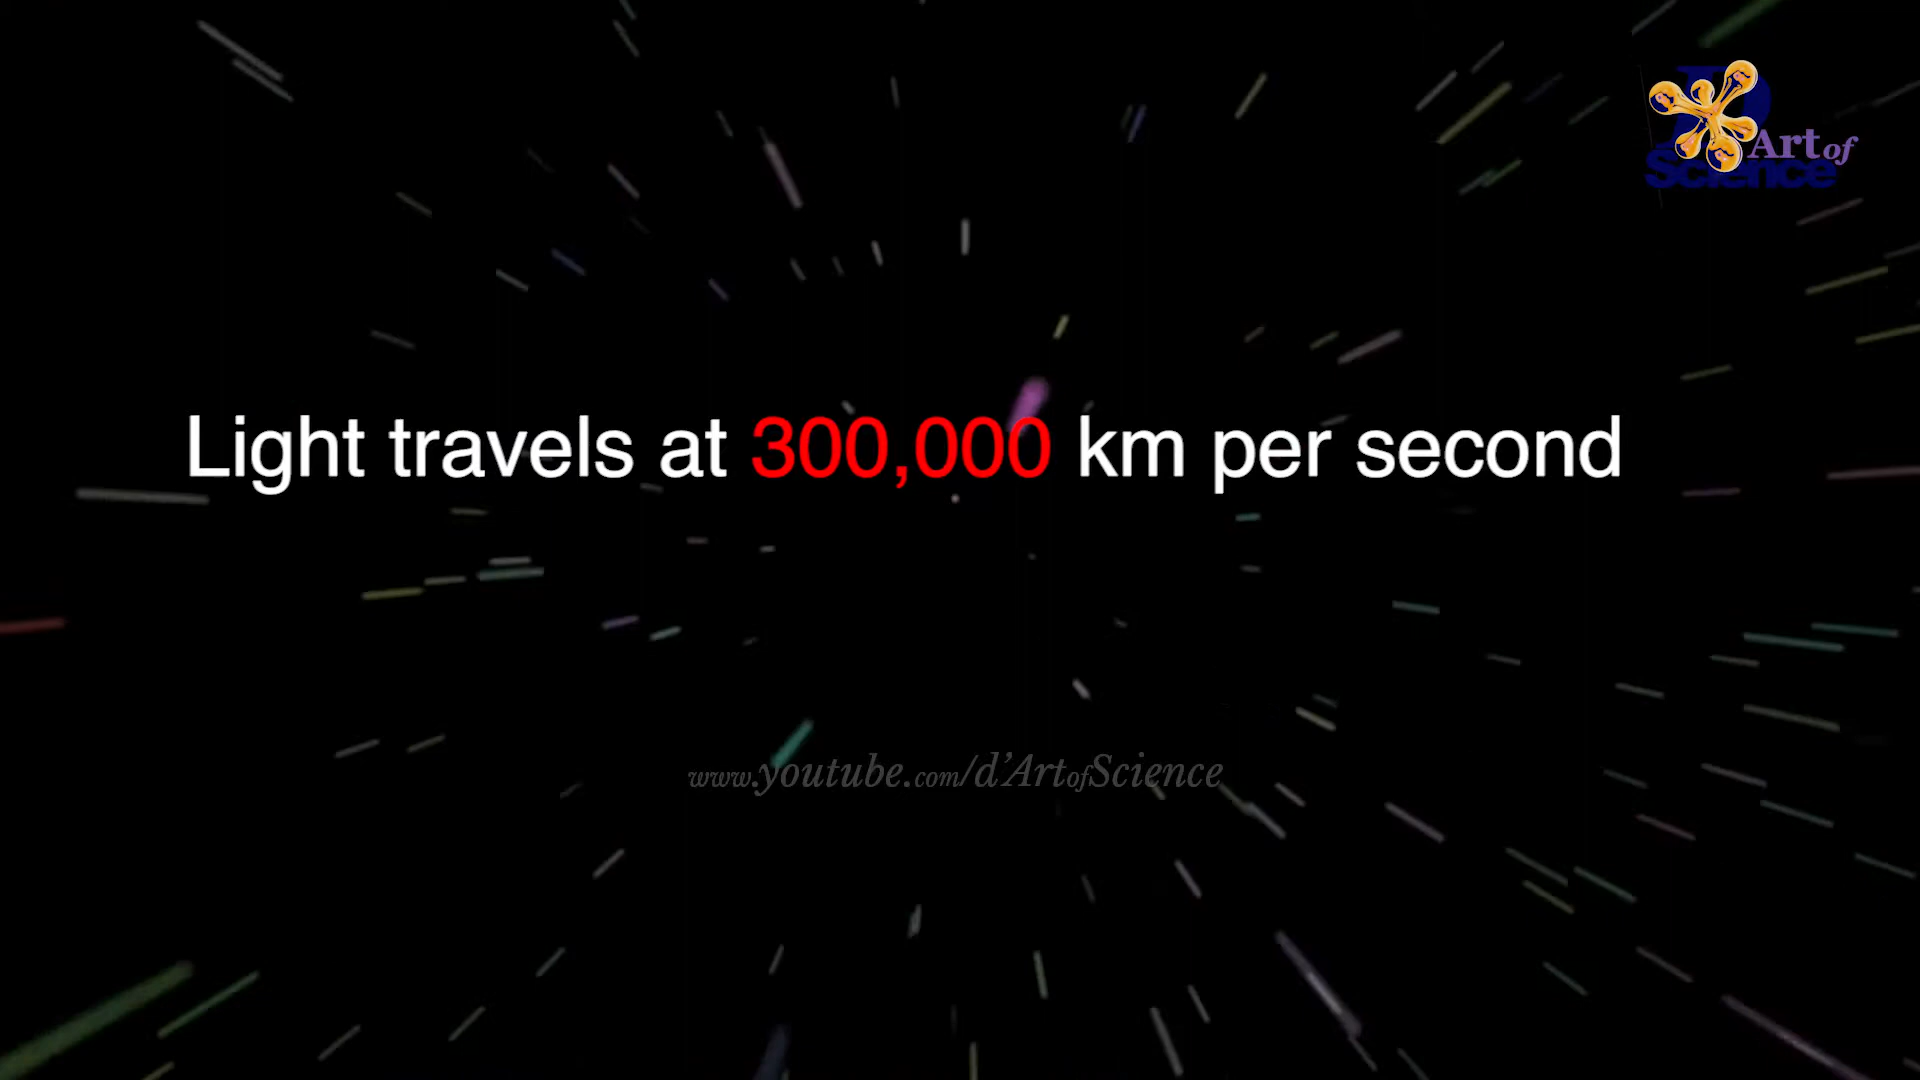 D Art of
Science
Light travels at 300,000 km per second
www.youtube.com/d'ArtofScience